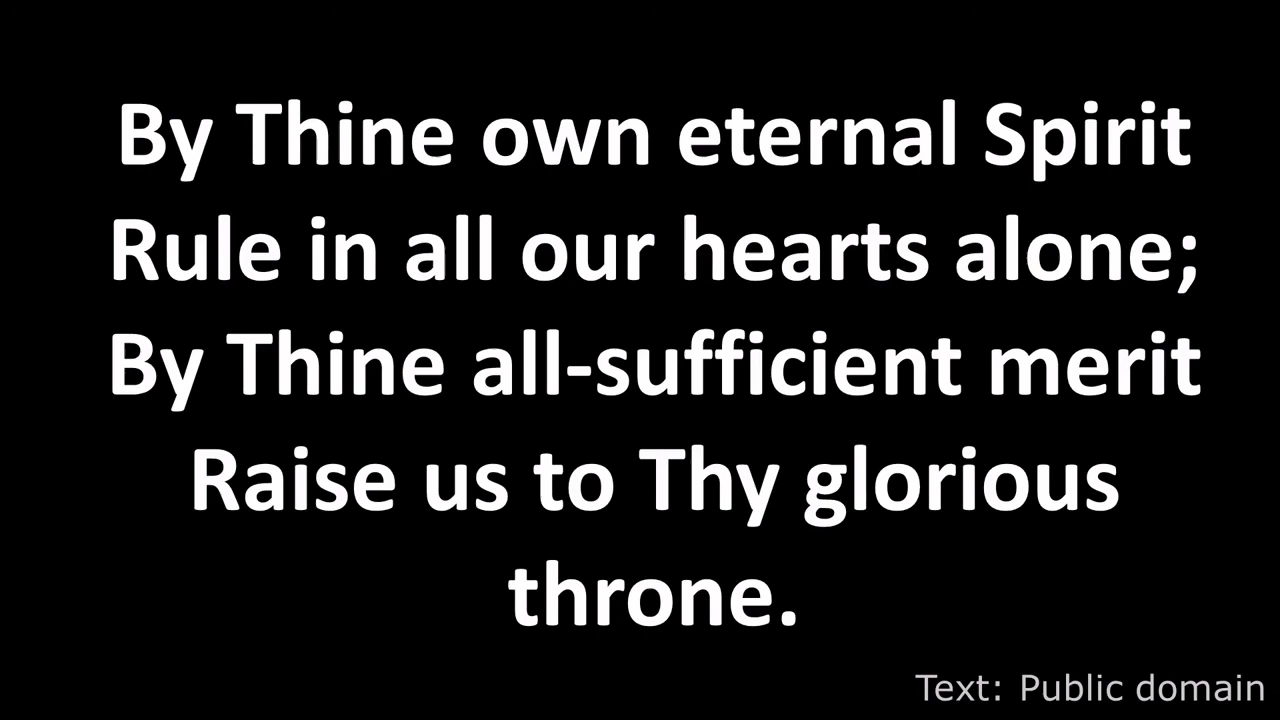 By Thine own eternal Spirit
Rule in all our hearts alone;
By Thine all-sufficient merit
Raise us to Thy glorious
throne.
Text: Public domain